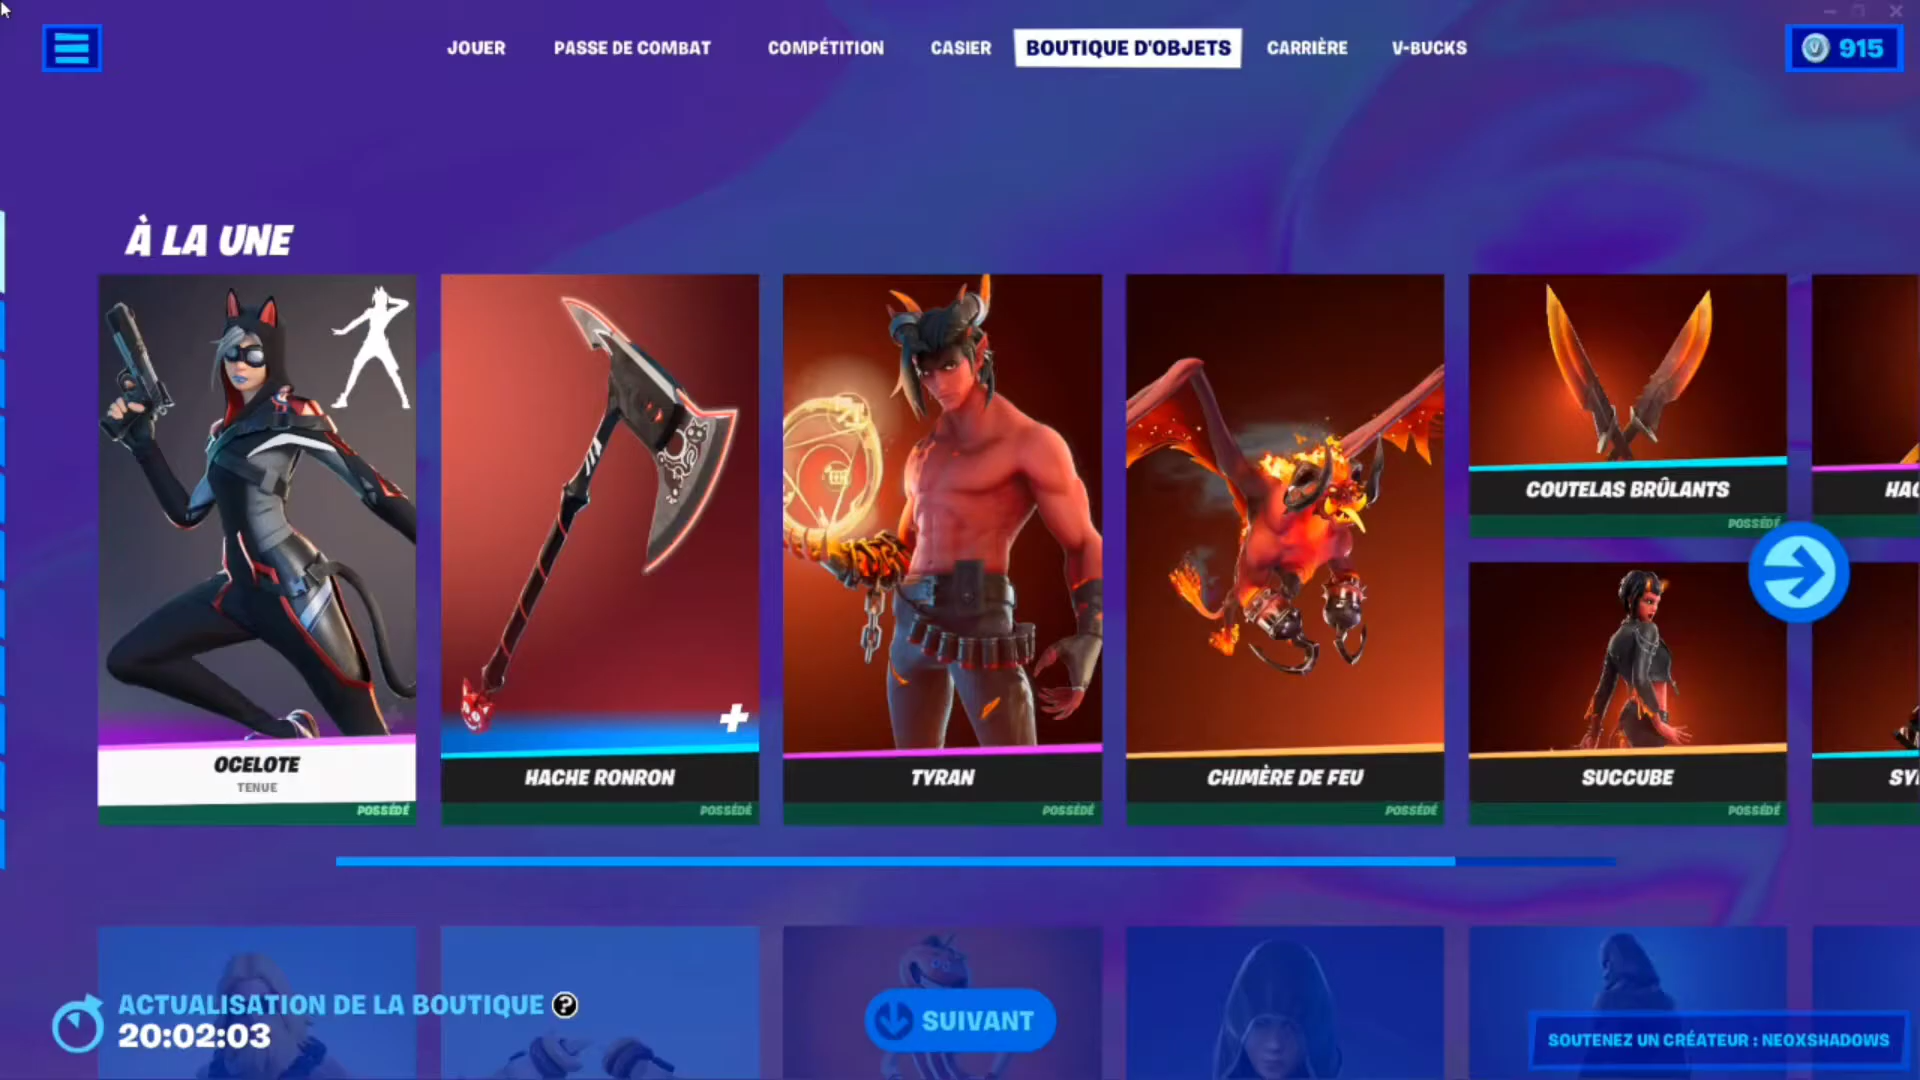 JOUER PASSE DE COMBAT COMPÉTITION CASIER BOUTIQUE D'OBJETS CARRIÈRE V-BUCKS 915
À LA UNE
OCELOTE
TENUE
POSSÉDÉ
HACHE RONRON
POSSÉDÉ
TYRAN
POSSÉDÉ
CHIMÈRE DE FEU
POSSÉDÉ
COUTELAS BRÛLANTS
POSSÉDÉ
SUCCUBE
POSSÉDÉ
ACTUALISATION DE LA BOUTIQUE ?
20:02:03
SUIVANT
SOUTENEZ UN CRÉATEUR : NEOXSHADOWS